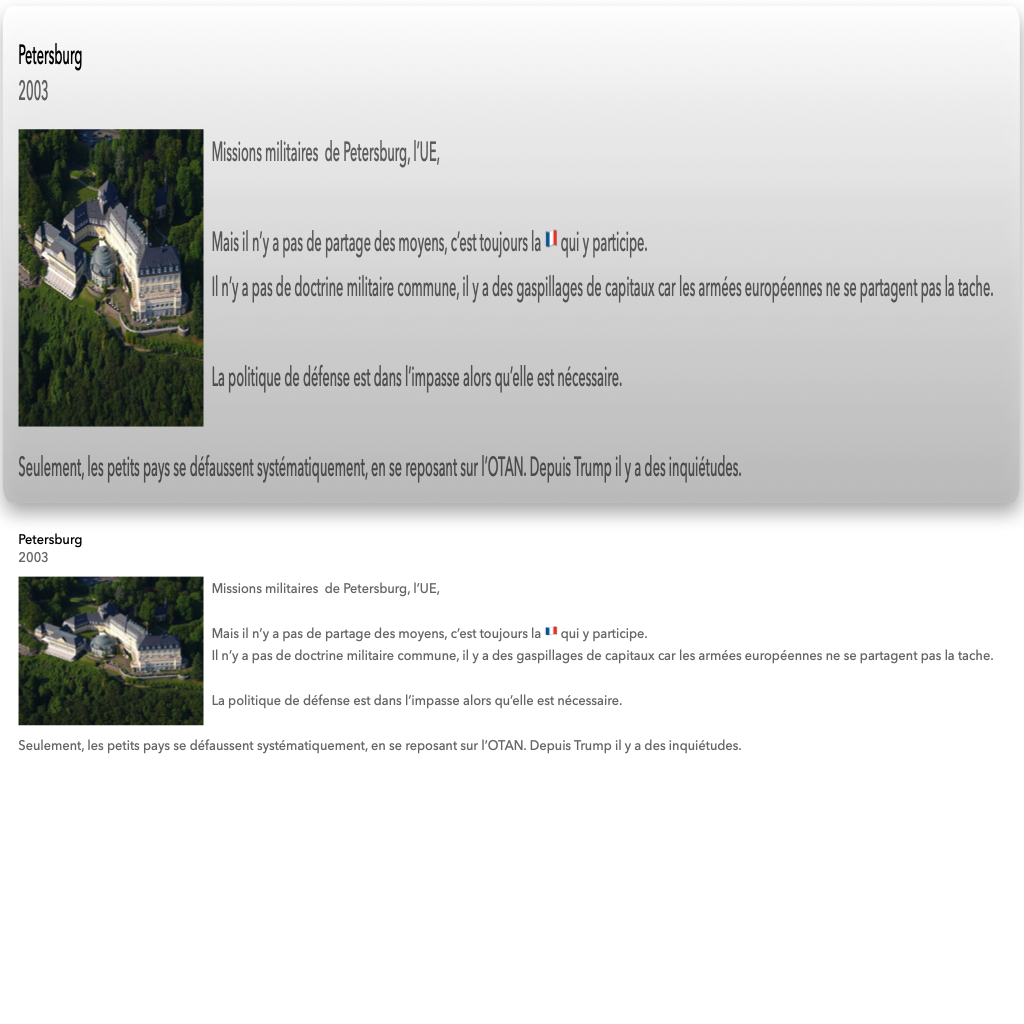 Petersburg
2003
Missions militaires  de Petersburg, l’UE,
Mais il n’y a pas de partage des moyens, c’est toujours la 🇫🇷 qui y participe.
Il n’y a pas de doctrine militaire commune, il y a des gaspillages de capitaux car les armées européennes ne se partagent pas la tache.
La politique de défense est dans l’impasse alors qu’elle est nécessaire.
Seulement, les petits pays se défaussent systématiquement, en se reposant sur l’OTAN. Depuis Trump il y a des inquiétudes.
Petersburg
2003
Missions militaires  de Petersburg, l’UE,
Mais il n’y a pas de partage des moyens, c’est toujours la 🇫🇷 qui y participe.
Il n’y a pas de doctrine militaire commune, il y a des gaspillages de capitaux car les armées européennes ne se partagent pas la tache.
La politique de défense est dans l’impasse alors qu’elle est nécessaire.
Seulement, les petits pays se défaussent systématiquement, en se reposant sur l’OTAN. Depuis Trump il y a des inquiétudes.